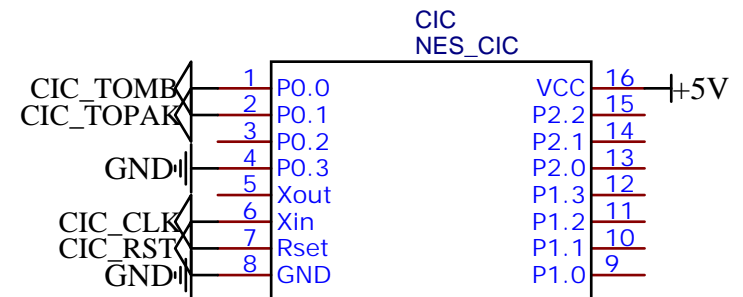 CIC
NES_CIC
CIC_TOMB 1 P0.0 VCC 16 +5V
CIC_TOPAK 2 P0.1 P2.2 15
3 P0.2 P2.1 14
GND 4 P0.3 P2.0 13
5 Xout P1.3 12
CIC_CLK 6 Xin P1.2 11
CIC_RST 7 Rset P1.1 10
GND 8 GND P1.0 9